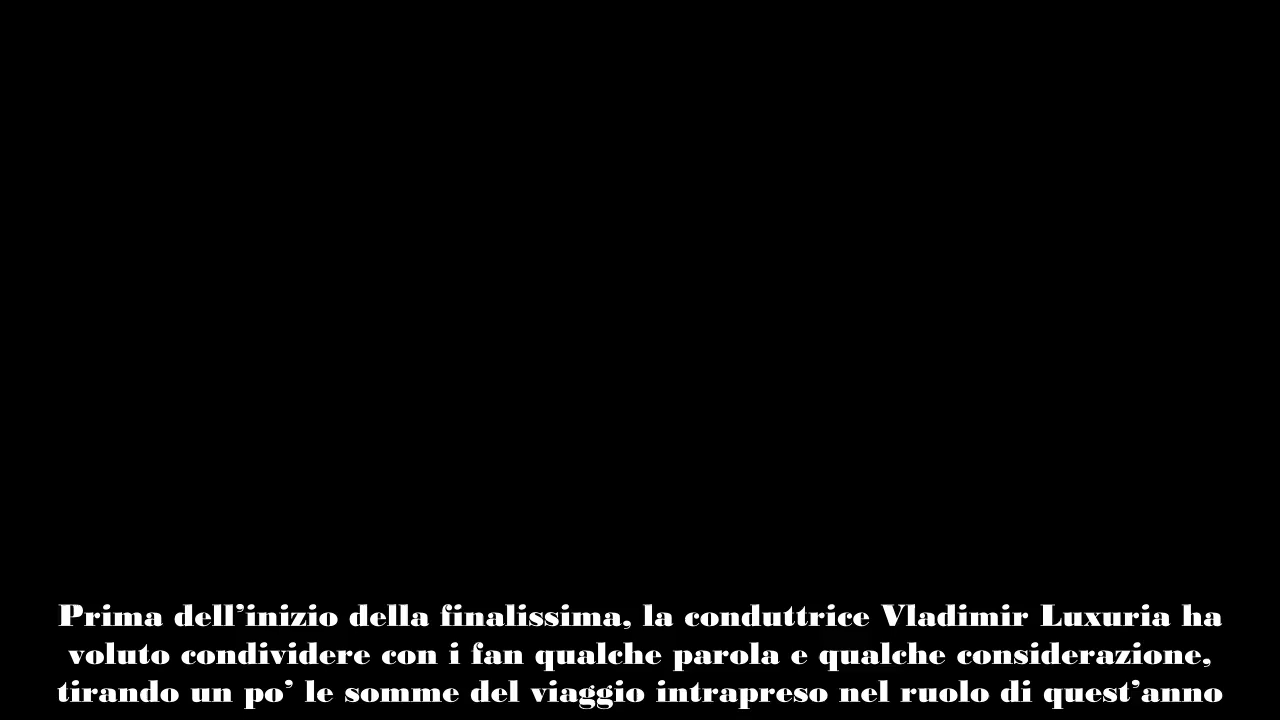 Prima dell’inizio della finalissima, la conduttrice Vladimir Luxuria ha
voluto condividere con i fan qualche parola e qualche considerazione,
tirando un po’ le somme del viaggio intrapreso nel ruolo di quest’anno